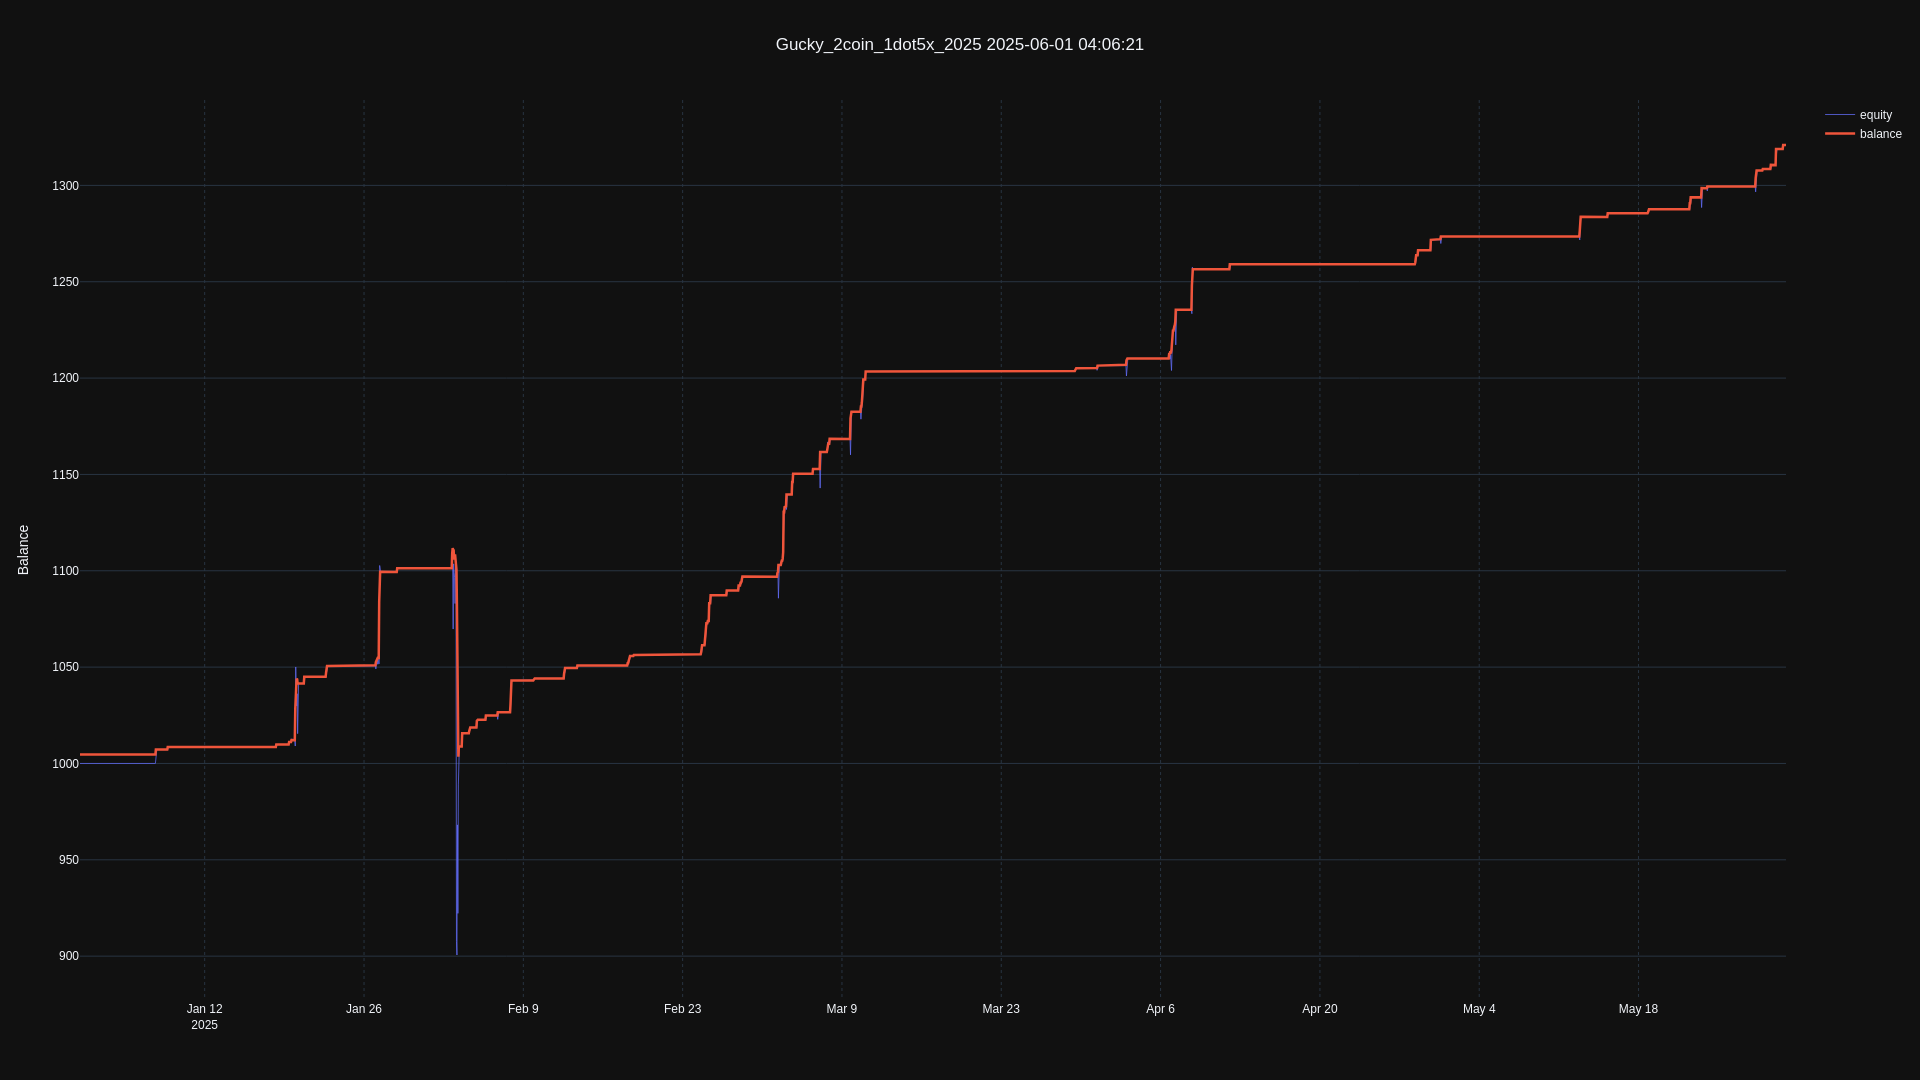 Gucky_2coin_1dot5x_2025 2025-06-01 04:06:21
equity
balance
Balance
1300
1250
1200
1150
1100
1050
1000
950
900
Jan 12
2025
Jan 26
Feb 9
Feb 23
Mar 9
Mar 23
Apr 6
Apr 20
May 4
May 18